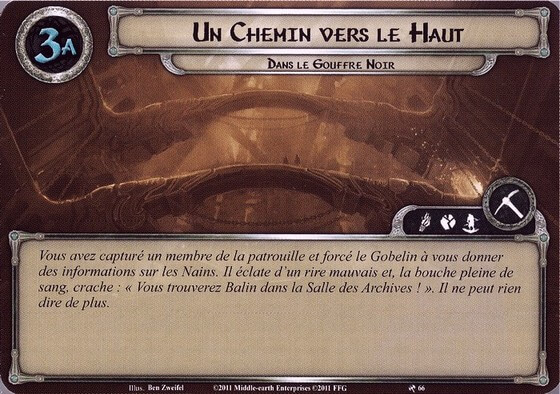 3A
Un Chemin vers le Haut
Dans le Gouffre Noir
Vous avez capturé un membre de la patrouille et forcé le Gobelin à vous donner
des informations sur les Nains. Il éclate d'un rire mauvais et, la bouche pleine de
sang, crache : « Vous trouverez Balin dans la Salle des Archives ! ». Il ne peut rien
dire de plus.
Illus. Ben Zweifel ©2011 Middle-earth Enterprises ©2011 FFG 66